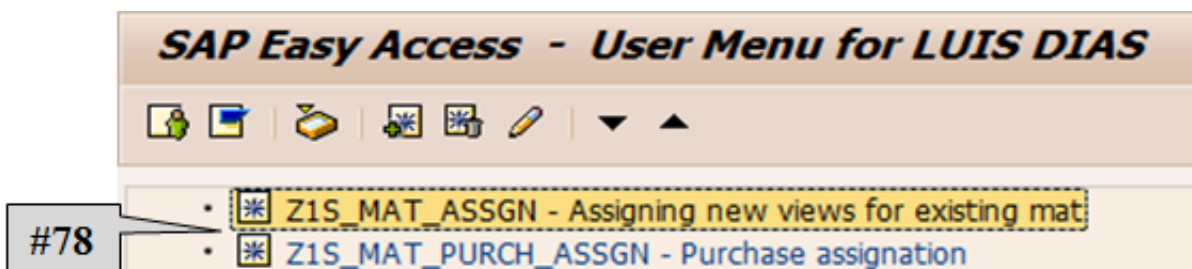 SAP Easy Access - User Menu for LUIS DIAS
Z1S_MAT_ASSGN - Assigning new views for existing mat
#78
Z1S_MAT_PURCH_ASSGN - Purchase assignation